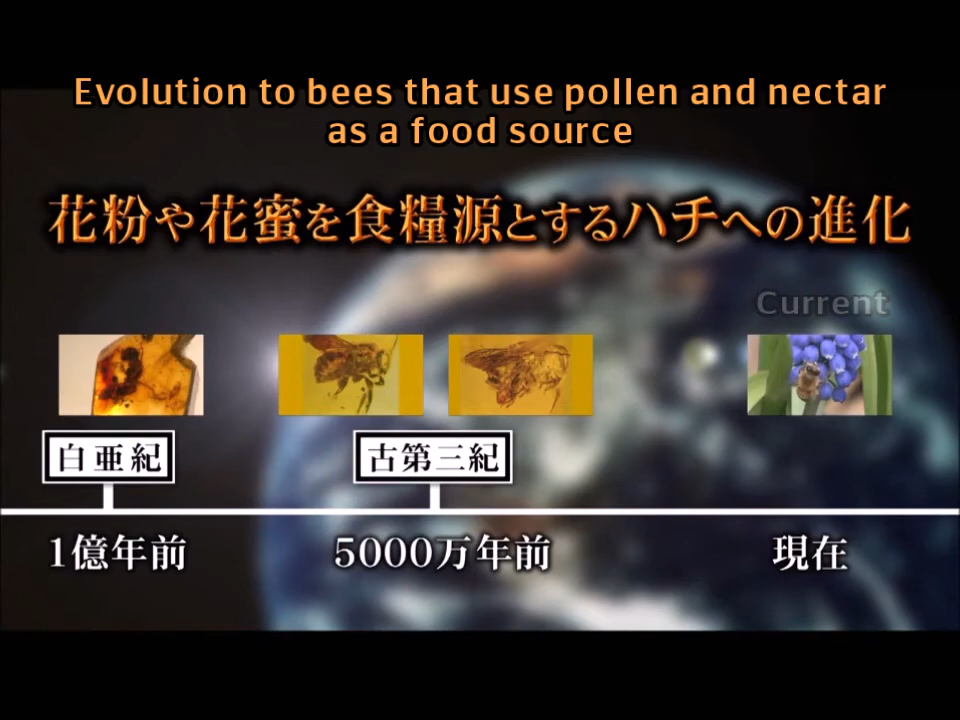 Evolution to bees that use pollen and nectar
as a food source
花粉や花蜜を食糧源とするハチへの進化
Current
白亜紀
古第三紀
1億年前
5000万年前
現在